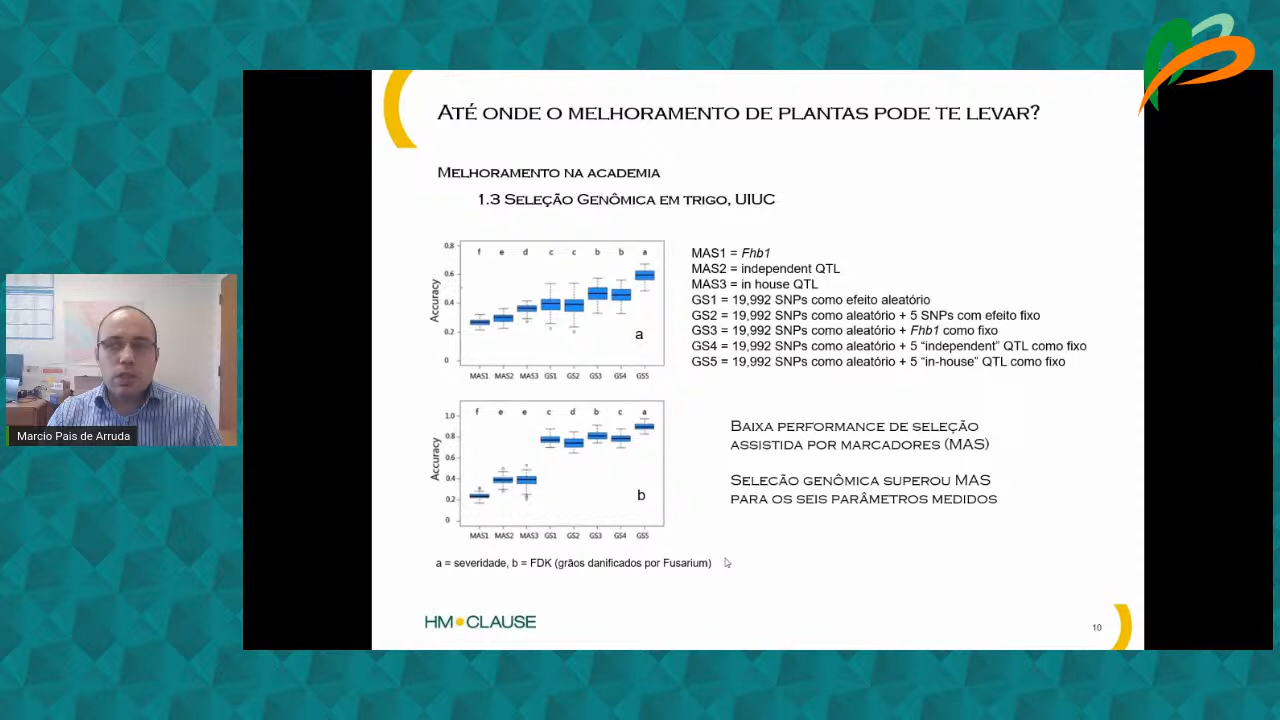 ATÉ ONDE O MELHORAMENTO DE PLANTAS PODE TE LEVAR?
MELHORAMENTO NA ACADEMIA
1.3 SELEÇÃO GENÔMICA EM TRIGO, UIUC
0.8
0.6
0.4
0.2
0
Accuracy
f e d c c b b a
a
MAS1 MAS2 MAS3 GS1 GS2 GS3 GS4 GS5
MAS1 = Fhb1
MAS2 = independent QTL
MAS3 = in house QTL
GS1 = 19,992 SNPs como efeito aleatório
GS2 = 19,992 SNPs como aleatório + 5 SNPs com efeito fixo
GS3 = 19,992 SNPs como aleatório + Fhb1 como fixo
GS4 = 19,992 SNPs como aleatório + 5 “independent” QTL como fixo
GS5 = 19,992 SNPs como aleatório + 5 “in-house” QTL como fixo
1.0
0.8
0.6
0.4
0.2
0
Accuracy
f e e c d b c a
b
MAS1 MAS2 MAS3 GS1 GS2 GS3 GS4 GS5
BAIXA PERFORMANCE DE SELEÇÃO
ASSISTIDA POR MARCADORES (MAS)
SELECÃO GENÔMICA SUPEROU MAS
PARA OS SEIS PARÂMETROS MEDIDOS
a = severidade, b = FDK (grãos danificados por Fusarium)
HM CLAUSE
10
Marcio Pais de Arruda